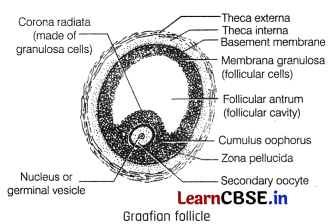 Corona radiata
(made of
granulosa cells)
Theca externa
Theca interna
Basement membrane
Membrana granulosa
(follicular cells)
Follicular antrum
(follicular cavity)
Cumulus oophorus
Zona pellucida
Secondary oocyte
Nucleus or
germinal vesicle
LearnCBSE.in
Graafian follicle